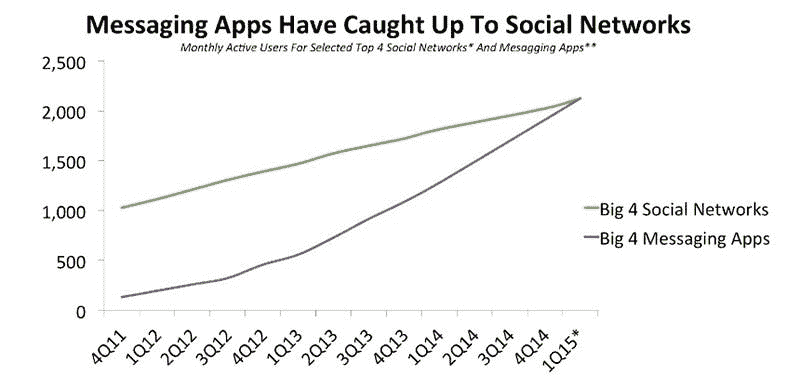 Messaging Apps Have Caught Up To Social Networks
Monthly Active Users For Selected Top 4 Social Networks* And Mesagging Apps**
2,500
2,000
1,500
1,000
500
0
Big 4 Social Networks
Big 4 Messaging Apps
4Q11
1Q12
2Q12
3Q12
4Q12
1Q13
2Q13
3Q13
4Q13
1Q14
2Q14
3Q14
4Q14
1Q15*